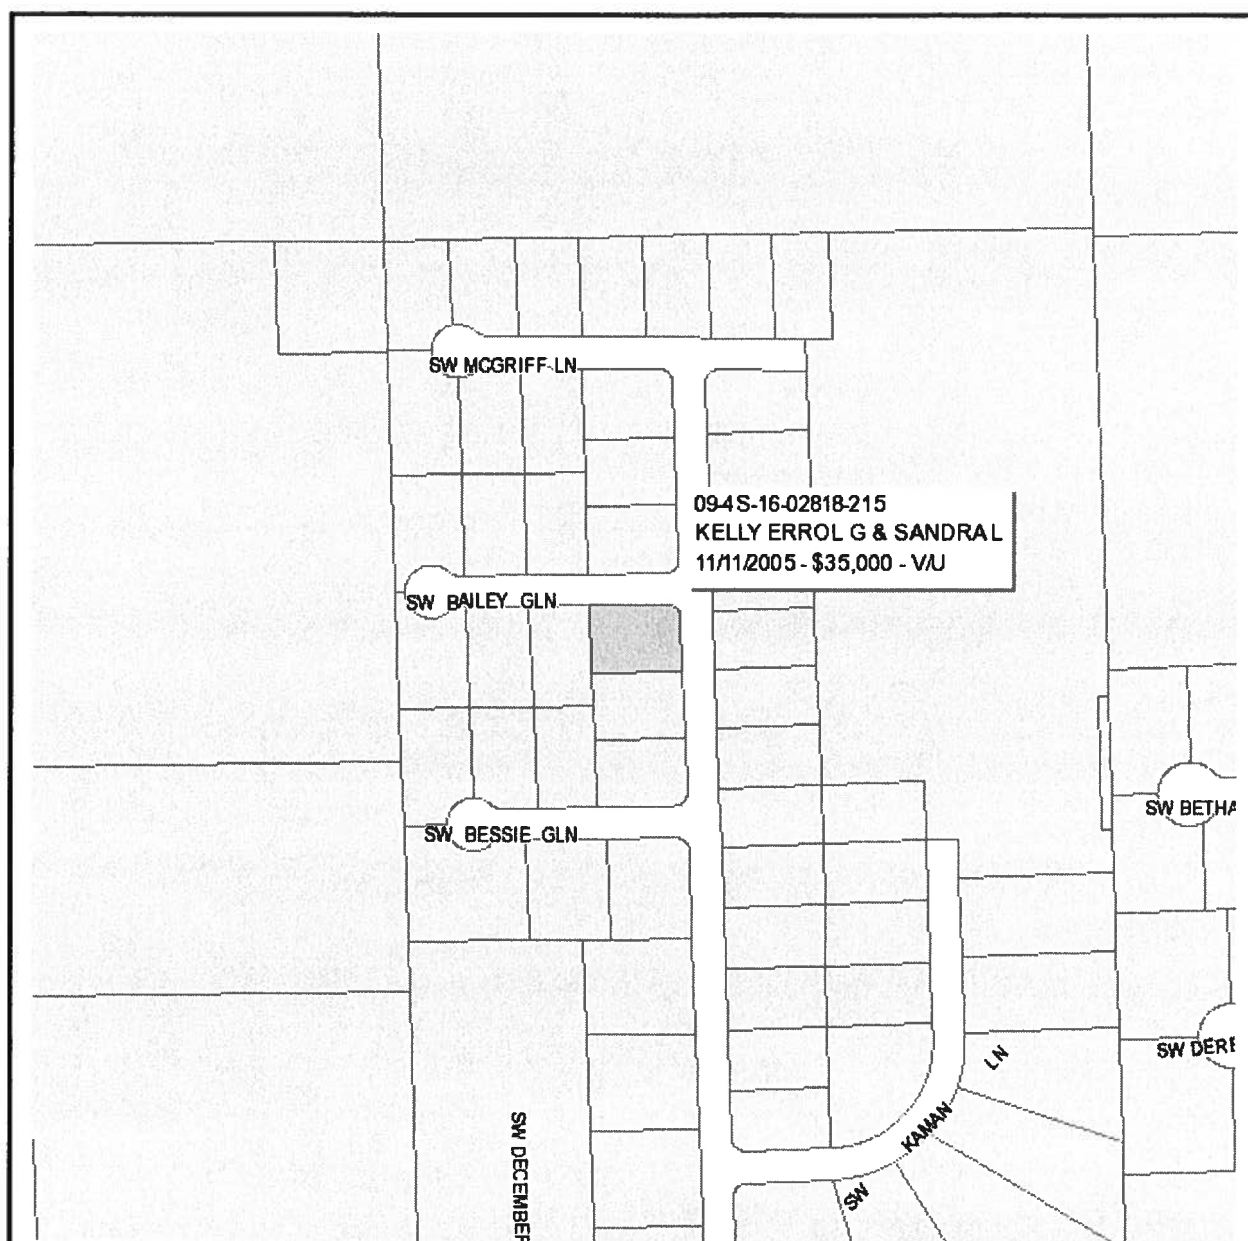 SW MCGRIFF LN
09-4S-16-02818-215
KELLY ERROL G & SANDRA L
11/11/2005 - $35,000 - V/U
SW BAILEY GLN
SW BETHA
SW BESSIE GLN
SW DERE
SW KAMAN LN
SW DECEMBER